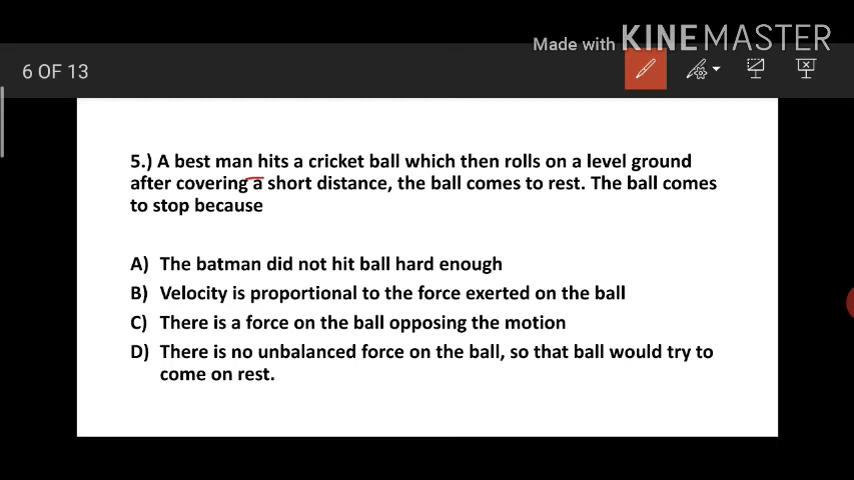 Made with KINEMASTER
6 OF 13
5.) A best man hits a cricket ball which then rolls on a level ground
after covering a short distance, the ball comes to rest. The ball comes
to stop because
A) The batman did not hit ball hard enough
B) Velocity is proportional to the force exerted on the ball
C) There is a force on the ball opposing the motion
D) There is no unbalanced force on the ball, so that ball would try to
come on rest.